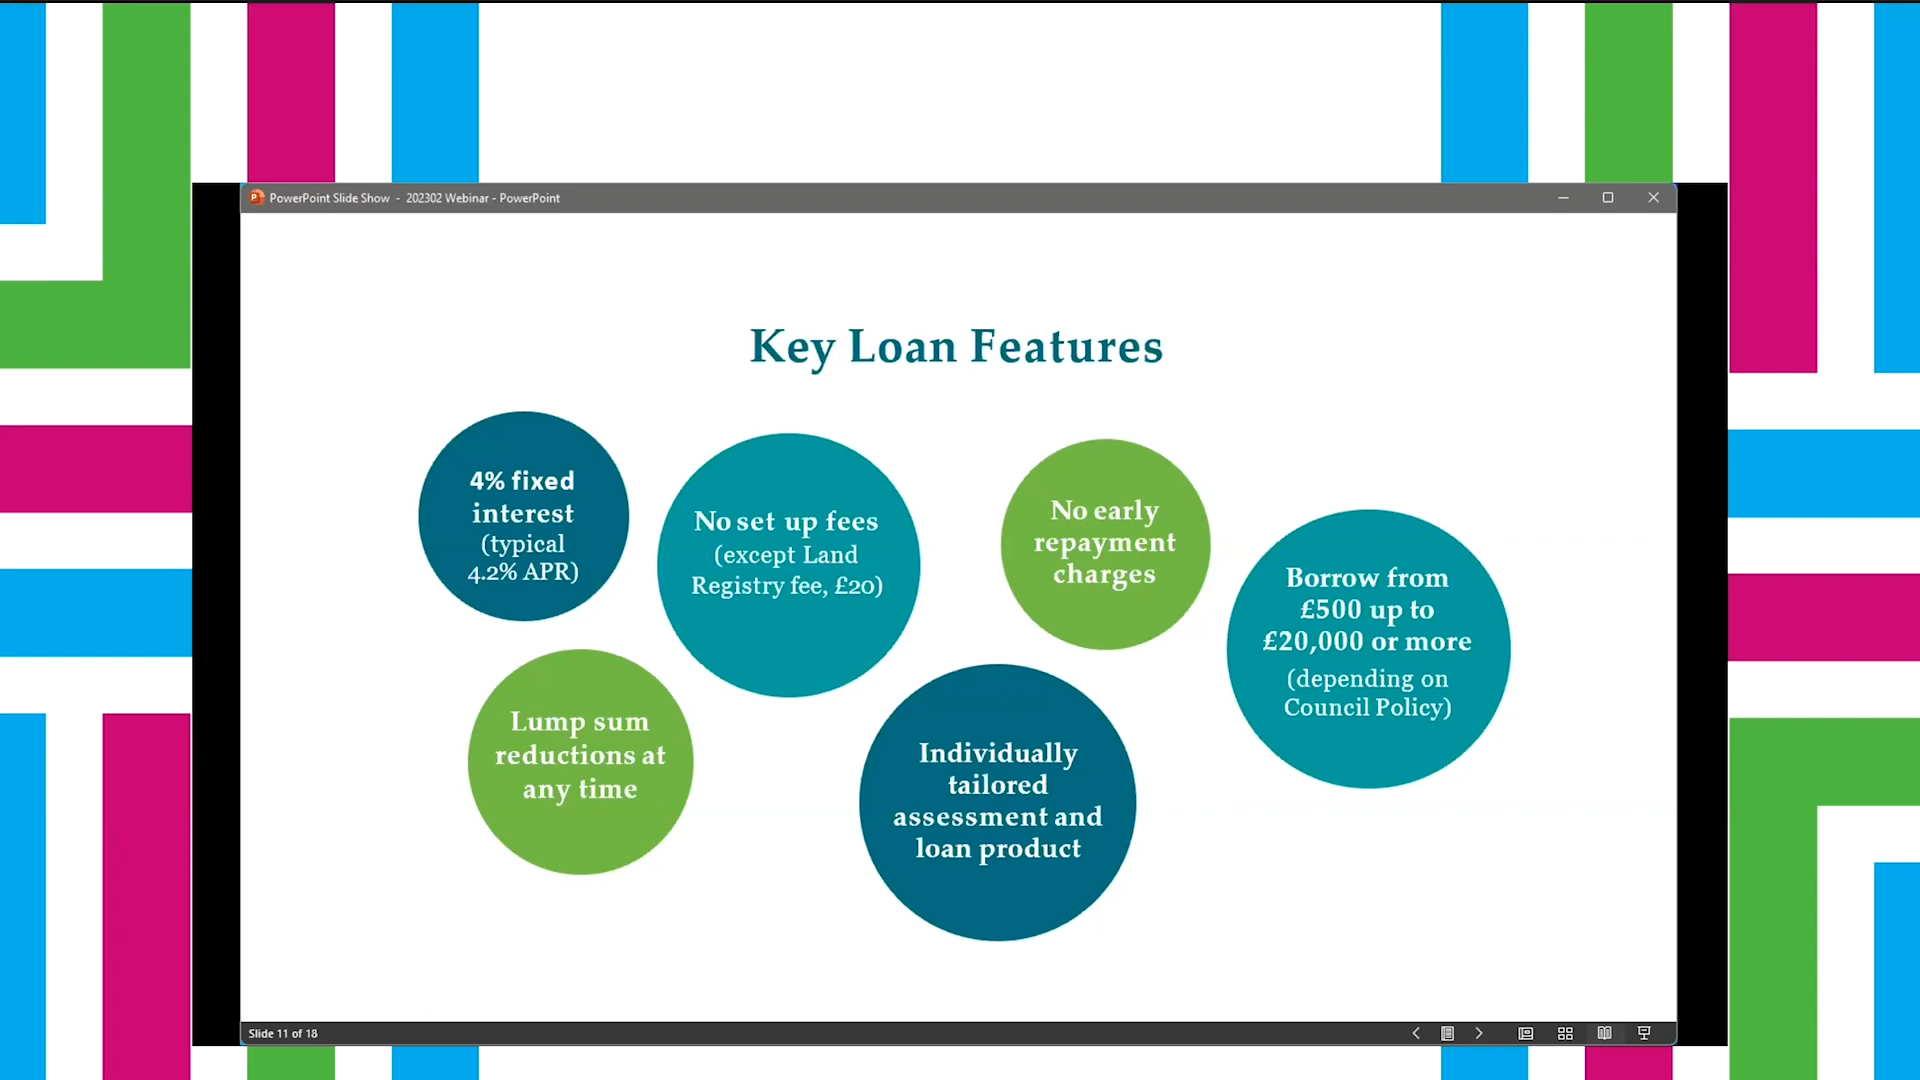 PowerPoint Slide Show - 202302 Webinar - PowerPoint
Key Loan Features
4% fixed
interest
(typical
4.2% APR)
No set up fees
(except Land
Registry fee, £20)
No early
repayment
charges
Borrow from
£500 up to
£20,000 or more
(depending on
Council Policy)
Lump sum
reductions at
any time
Individually
tailored
assessment and
loan product
Slide 11 of 18